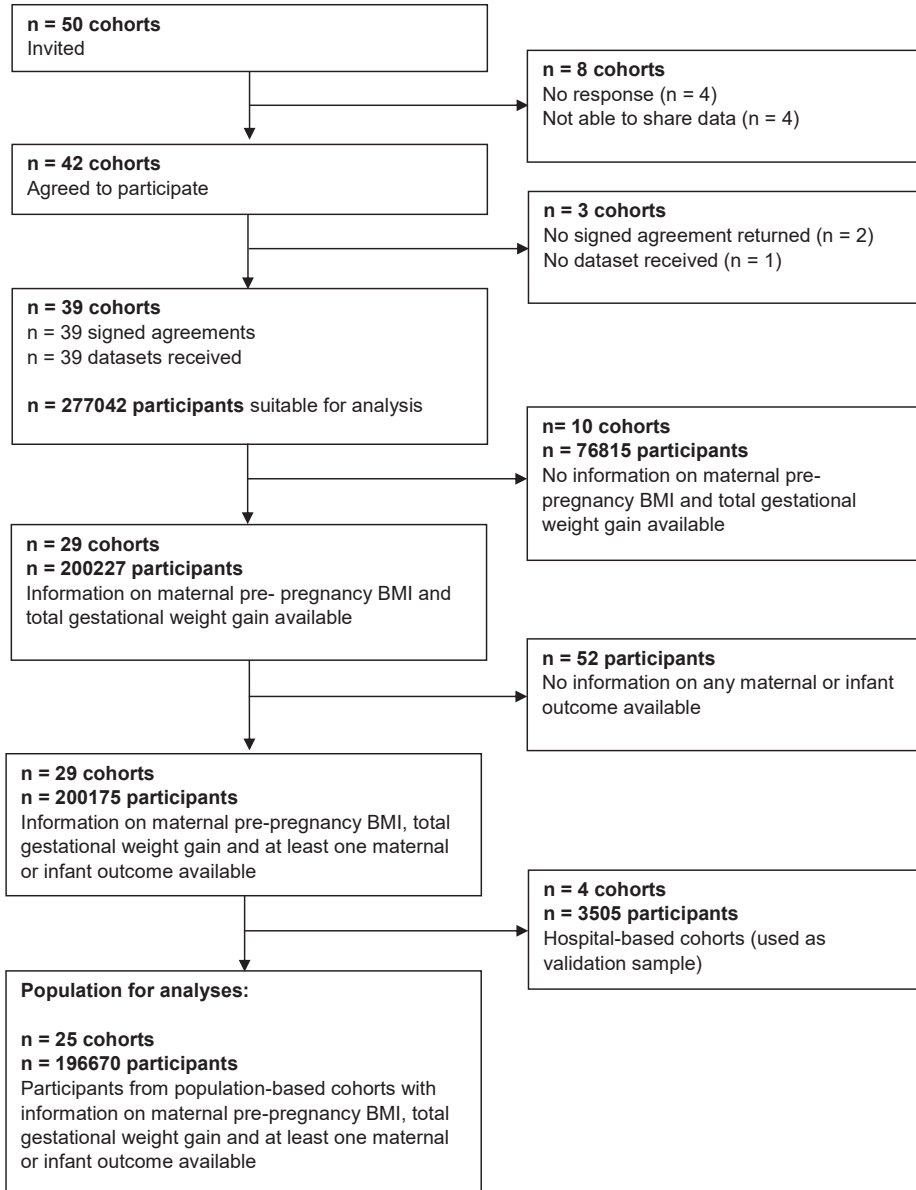 n = 50 cohorts
Invited
n = 8 cohorts
No response (n = 4)
Not able to share data (n = 4)
n = 42 cohorts
Agreed to participate
n = 3 cohorts
No signed agreement returned (n = 2)
No dataset received (n = 1)
n = 39 cohorts
n = 39 signed agreements
n = 39 datasets received
n = 277042 participants suitable for analysis
n= 10 cohorts
n = 76815 participants
No information on maternal pre-
pregnancy BMI and total gestational
weight gain available
n = 29 cohorts
n = 200227 participants
Information on maternal pre- pregnancy BMI and
total gestational weight gain available
n = 52 participants
No information on any maternal or infant
outcome available
n = 29 cohorts
n = 200175 participants
Information on maternal pre-pregnancy BMI, total
gestational weight gain and at least one maternal
or infant outcome available
n = 4 cohorts
n = 3505 participants
Hospital-based cohorts (used as
validation sample)
Population for analyses:
n = 25 cohorts
n = 196670 participants
Participants from population-based cohorts with
information on maternal pre-pregnancy BMI, total
gestational weight gain and at least one maternal
or infant outcome available